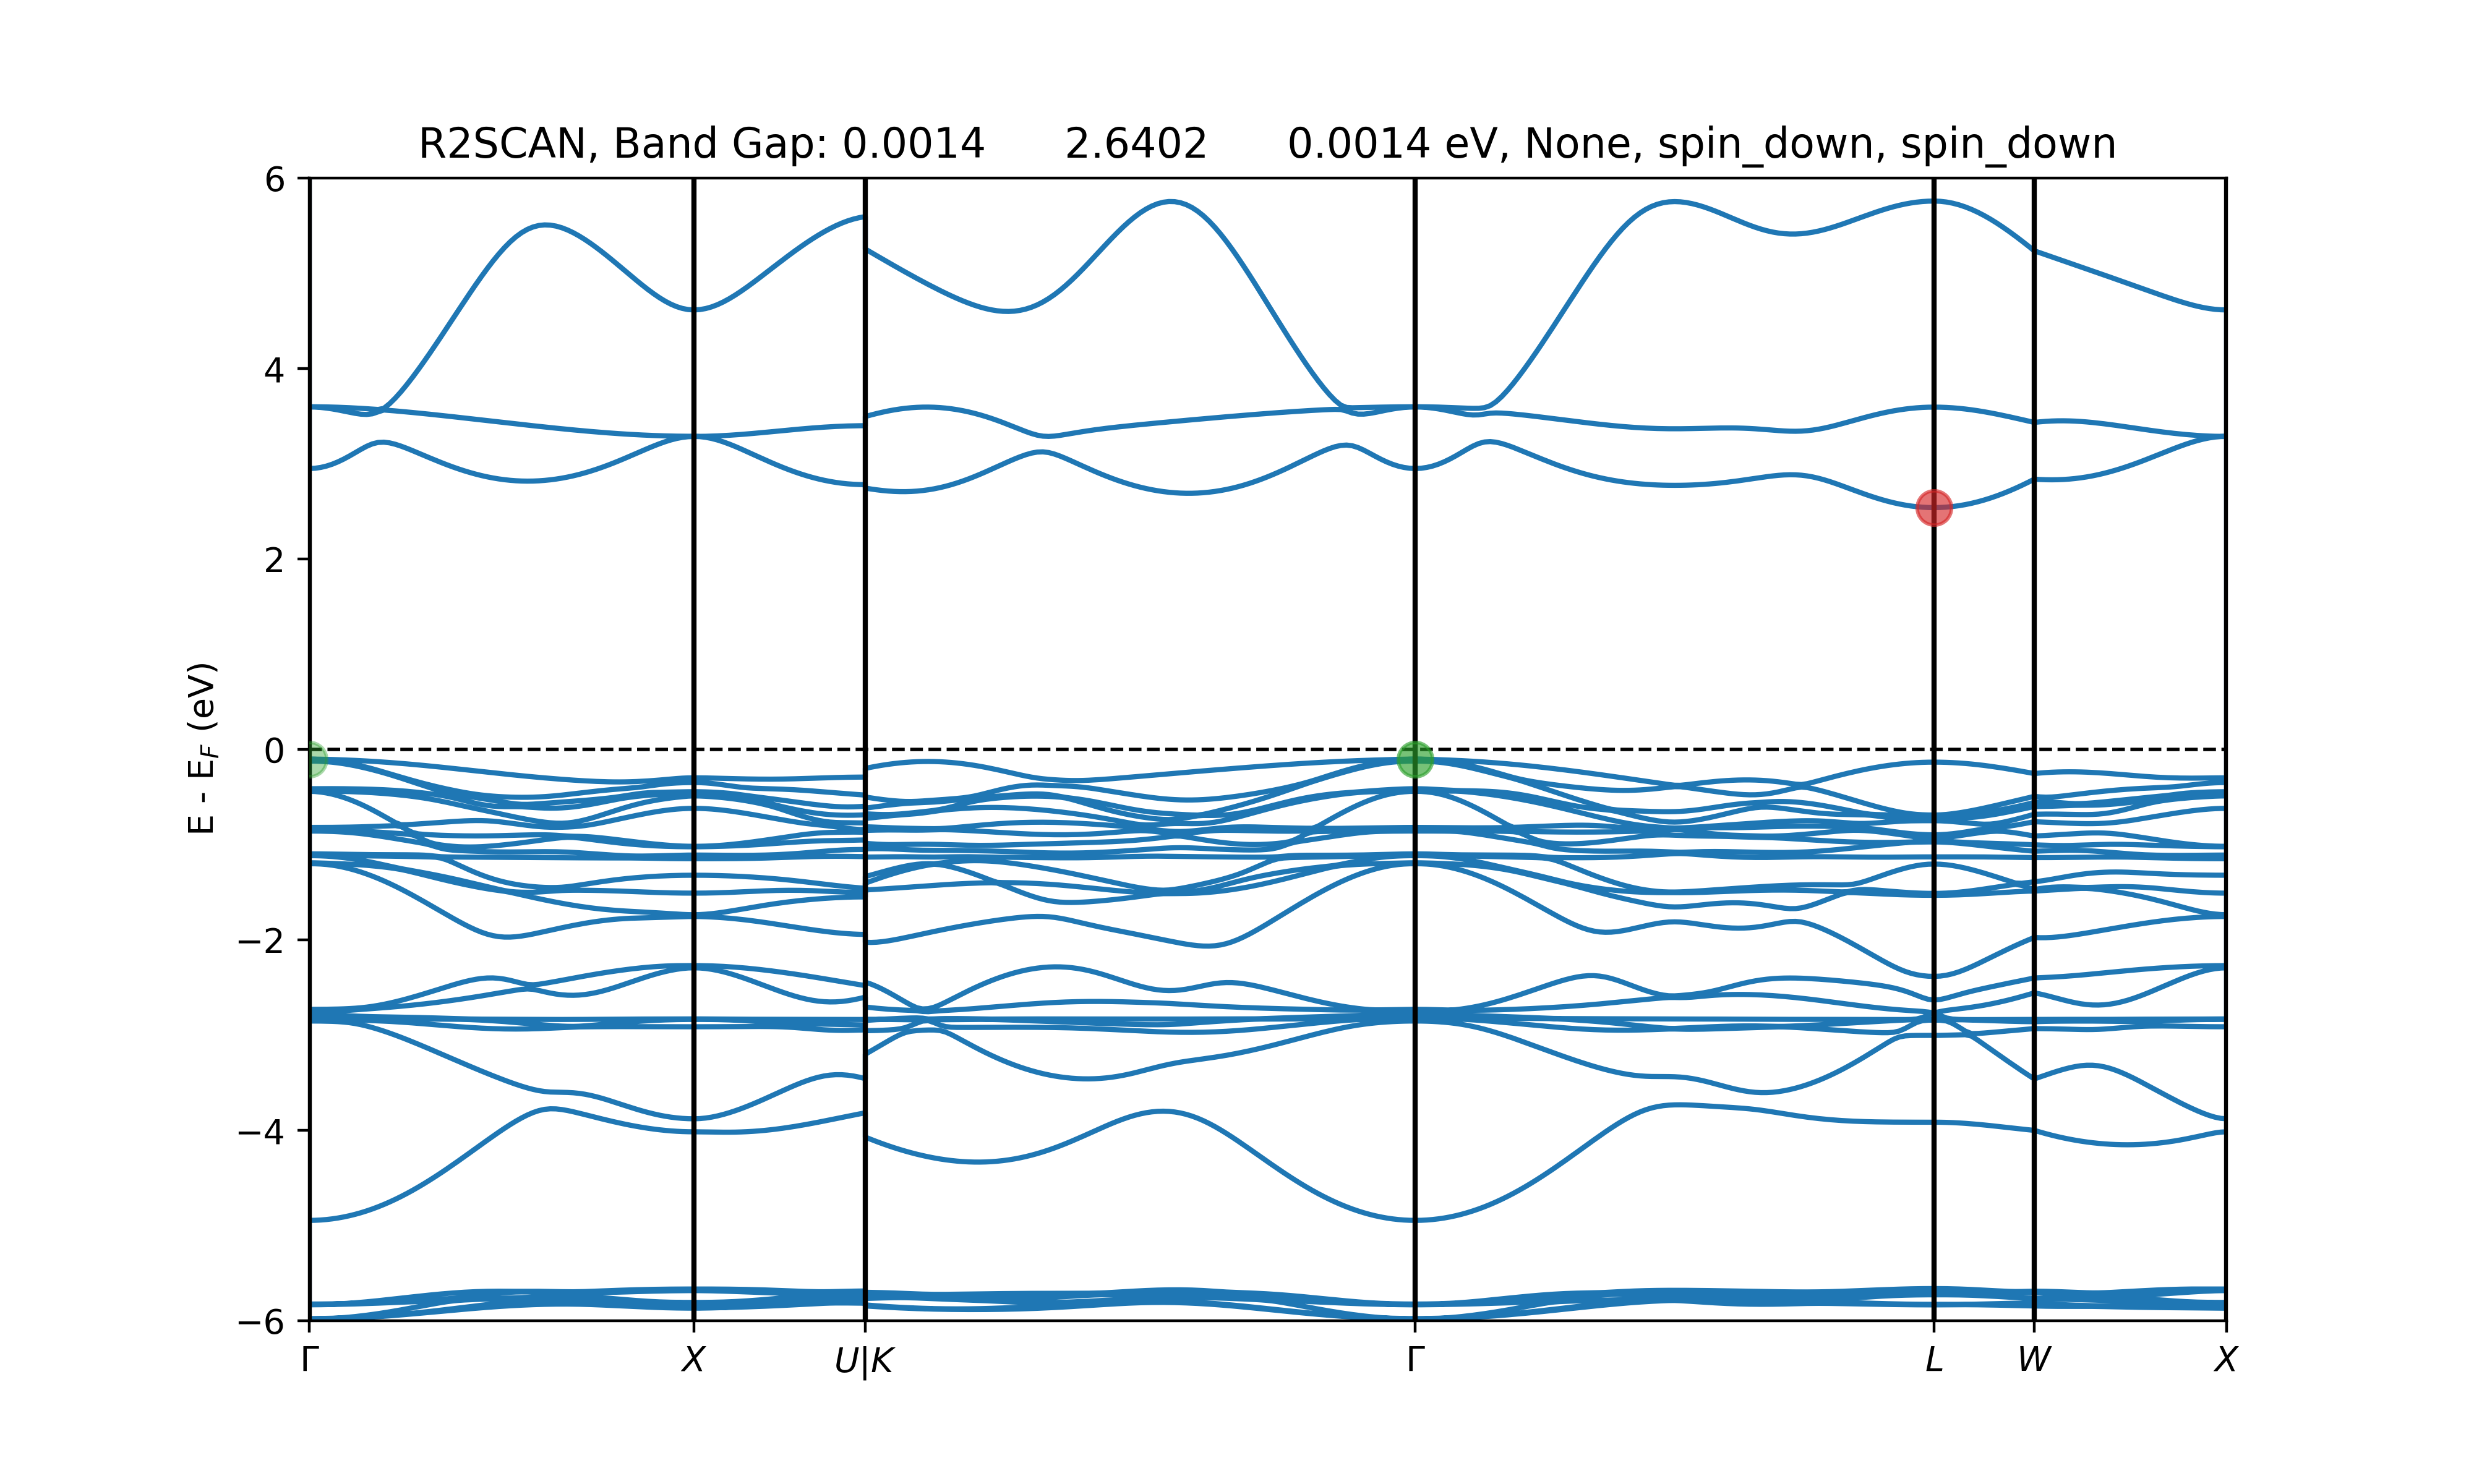 R2SCAN, Band Gap: 0.0014 2.6402 0.0014 eV, None, spin_down, spin_down
6
4
2
0
−2
−4
−6
E - E_F (eV)
Γ X U|K Γ L W X